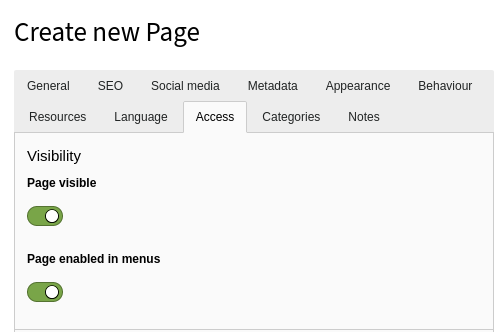 Create new Page
General SEO Social media Metadata Appearance Behaviour
Resources Language Access Categories Notes
Visibility
Page visible
Page enabled in menus